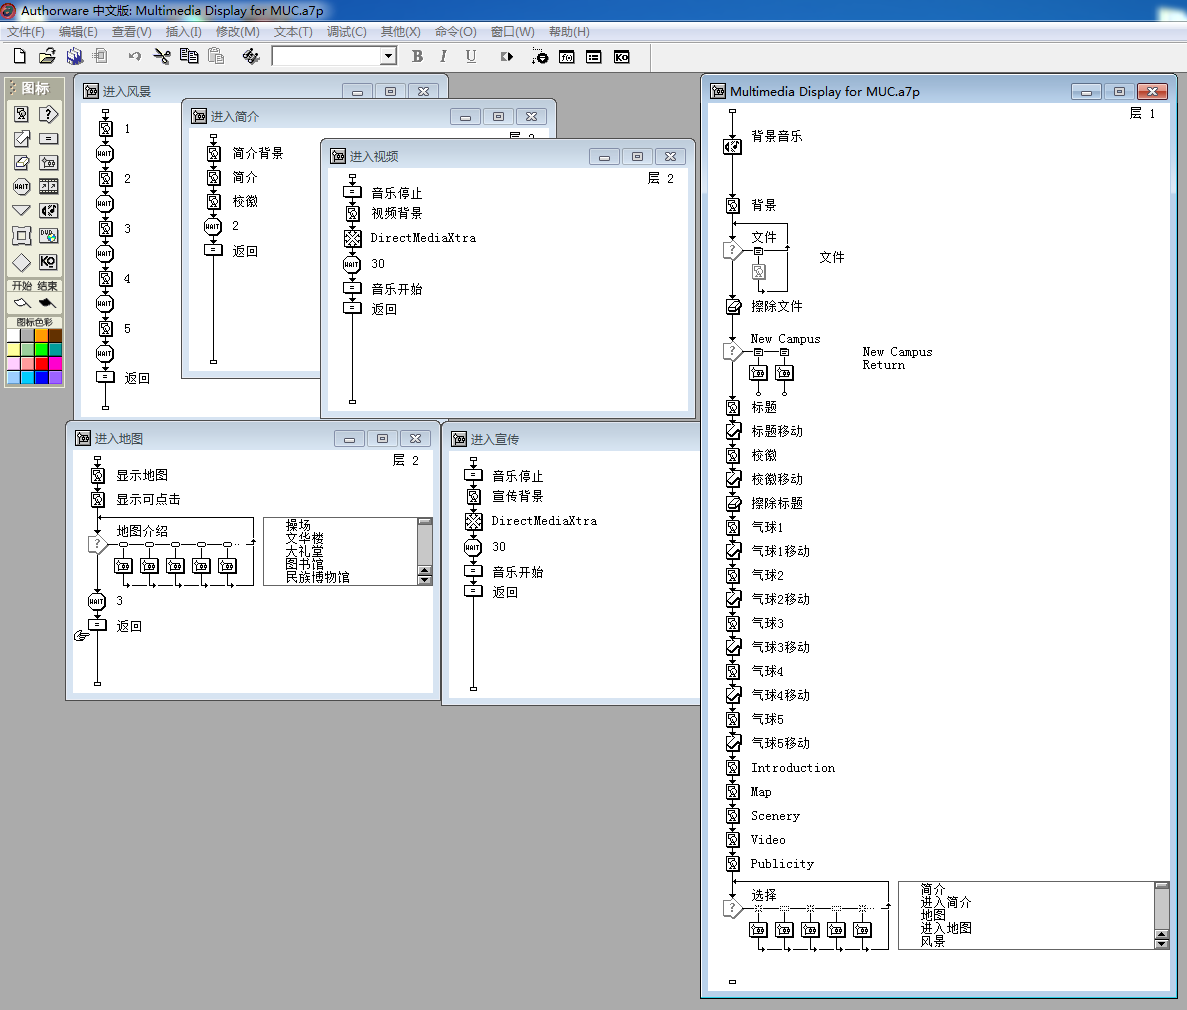 Authorware 中文版: Multimedia Display for MUC.a7p
文件(F) 编辑(E) 查看(V) 插入(I) 修改(M) 文本(T) 调试(C) 其他(X) 命令(O) 窗口(W) 帮助(H)
B I U
图标
WAIT
开始 结束
图标色彩
进入风景
1
WAIT
2
WAIT
3
WAIT
4
WAIT
5
WAIT
返回
进入简介
简介背景
简介
校徽
WAIT 2
返回
进入视频
层 2
音乐停止
视频背景
DirectMediaXtra
WAIT 30
音乐开始
返回
进入地图
层 2
显示地图
显示可点击
地图介绍
操场
文华楼
大礼堂
图书馆
民族博物馆
WAIT 3
返回
进入宣传
音乐停止
宣传背景
DirectMediaXtra
WAIT 30
音乐开始
返回
Multimedia Display for MUC.a7p
层 1
背景音乐
背景
文件
文件
擦除文件
New Campus
New Campus
Return
标题
标题移动
校徽
校徽移动
擦除标题
气球1
气球1移动
气球2
气球2移动
气球3
气球3移动
气球4
气球4移动
气球5
气球5移动
Introduction
Map
Scenery
Video
Publicity
选择
简介
进入简介
地图
进入地图
风景